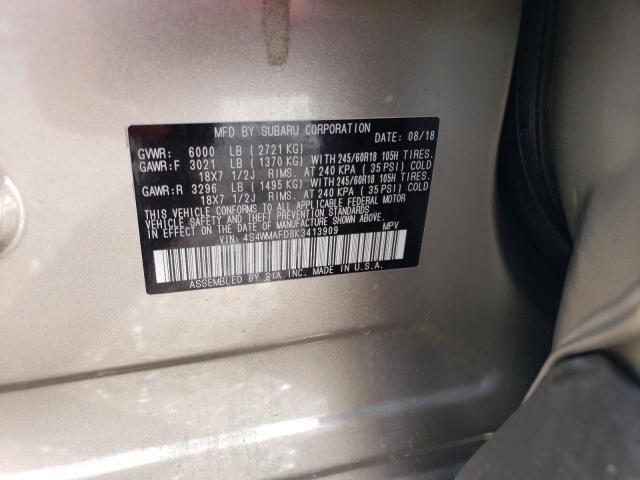 MFD BY SUBARU CORPORATION DATE: 08/18
GVWR: 6000 LB (2721 KG)
GAWR:F 3021 LB (1370 KG) WITH 245/60R18 105H TIRES.
18X7 1/2J RIMS. AT 240 KPA (35 PSI) COLD
GAWR:R 3296 LB (1495 KG) WITH 245/60R18 105H TIRES.
18X7 1/2J RIMS. AT 240 KPA (35 PSI) COLD
THIS VEHICLE CONFORMS TO ALL APPLICABLE FEDERAL MOTOR
VEHICLE SAFETY AND BUMPER STANDARDS
IN EFFECT ON THE DATE OF MANUFACTURE SHOWN ABOVE.
VIN: 4S4WMAFD8K3413909 MPV
ASSEMBLED BY SIA, INC. MADE IN U.S.A.